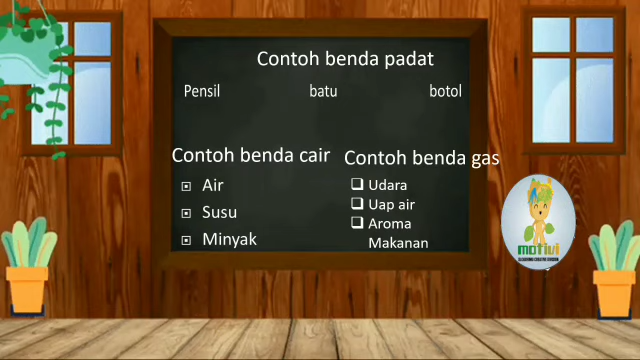 Contoh benda padat
Pensil batu botol
Contoh benda cair
Air
Susu
Minyak
Contoh benda gas
Udara
Uap air
Aroma
Makanan
motivi